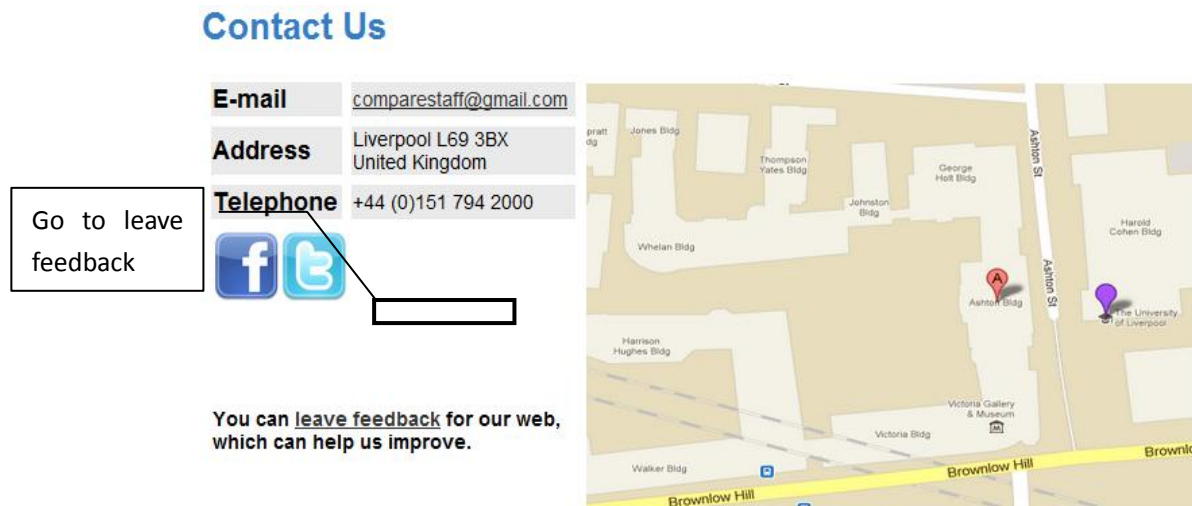 Contact Us
E-mail
comparestaff@gmail.com
Address
Liverpool L69 3BX
United Kingdom
Telephone
+44 (0)151 794 2000
Go to leave
feedback
f t
You can leave feedback for our web,
which can help us improve.
pratt
dg
Jones Bldg
Thompson
Yates Bldg
George
Holt Bldg
Johnston
Bldg
Whelan Bldg
Ashton St
Harold
Cohen Bldg
Ashton St
A
Ashton Bldg
The University
of Liverpool
Harrison
Hughes Bldg
Victoria Gallery
& Museum
Victoria Bldg
Walker Bldg
Brownlow Hill
Brownlow Hill
Brownlo